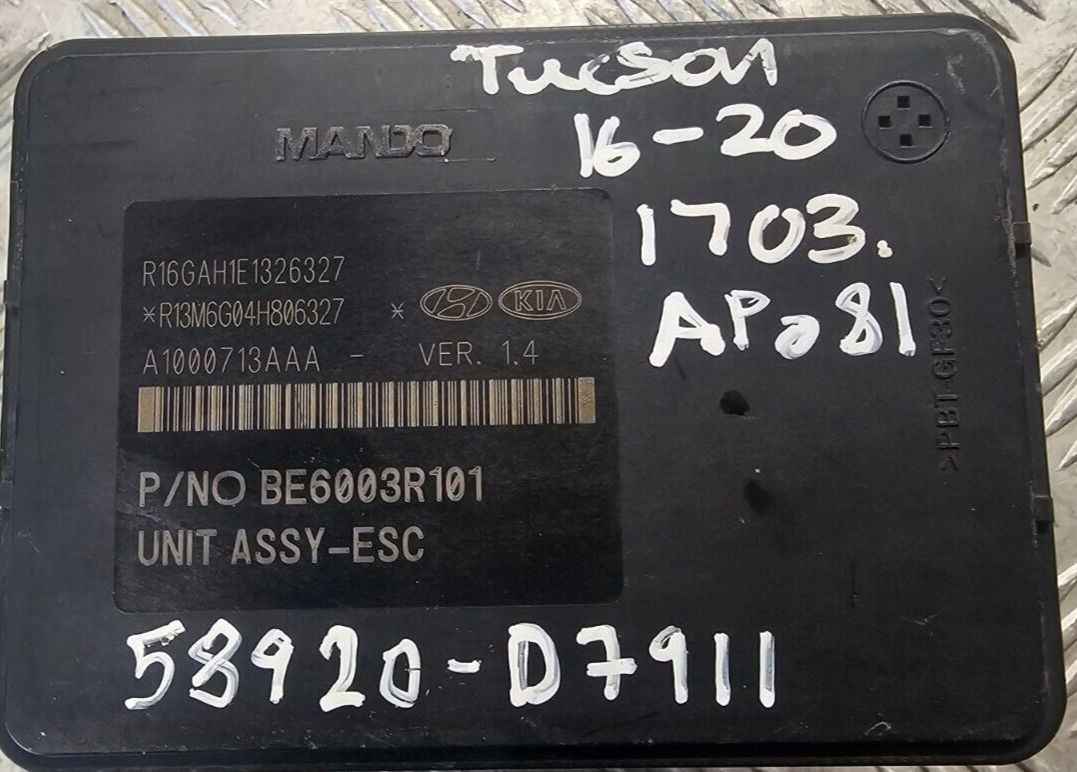 Tucson
MANDO
16-20
1703.
R16GAH1E1326327
*R13M6G04H806327 * KIA
A1000713AAA - VER. 1.4
APo81
>PBT-GF30<
P/NO BE6003R101
UNIT ASSY-ESC
58920-D7911